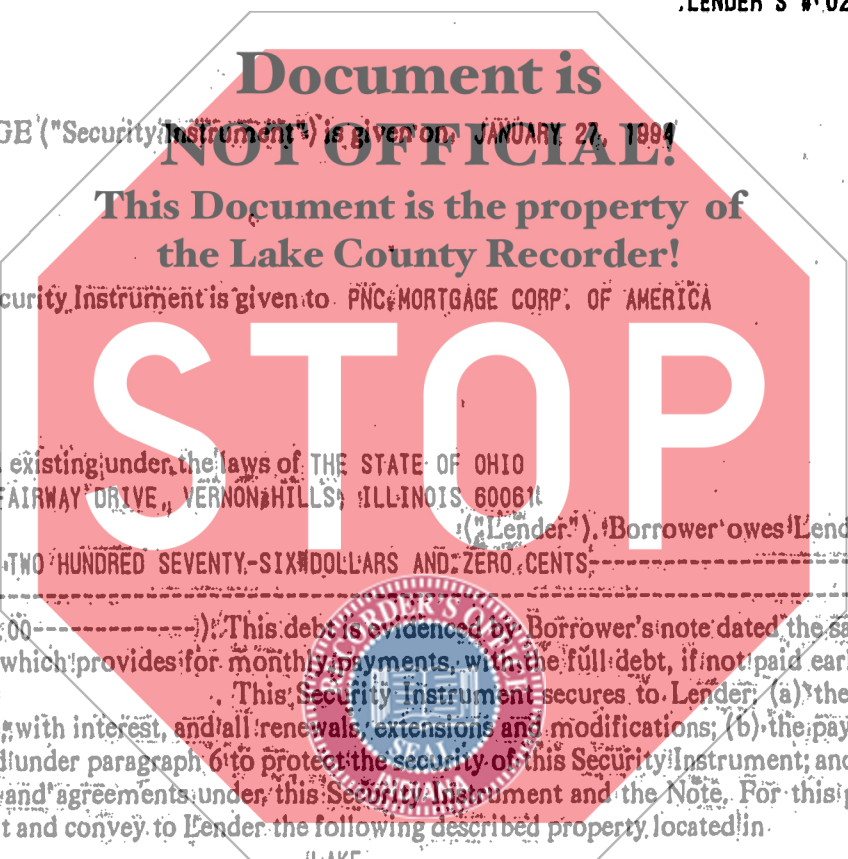 LENDER'S # 02
Document is
NOT OFFICIAL!
GE ("Security Instrument") is given on JANUARY 27, 1994
This Document is the property of
the Lake County Recorder!
curity Instrument is given to PNC MORTGAGE CORP. OF AMERICA
STOP
existing under the laws of THE STATE OF OHIO
FAIRWAY DRIVE, VERNON HILLS, ILLINOIS 60061
("Lender"). Borrower owes Lend
TWO HUNDRED SEVENTY-SIX DOLLARS AND ZERO CENTS
00-------------------). This debt is evidenced by Borrower's note dated the sa
which provides for monthly payments, with the full debt, if not paid earl
. This Security Instrument secures to Lender: (a) the
with interest, and all renewals, extensions and modifications; (b) the pay
d under paragraph 6 to protect the security of this Security Instrument; and
and agreements under this Security Instrument and the Note. For this p
t and convey to Lender the following described property located in
LAKE
RECORDER'S OFFICE
SEAL
INDIANA